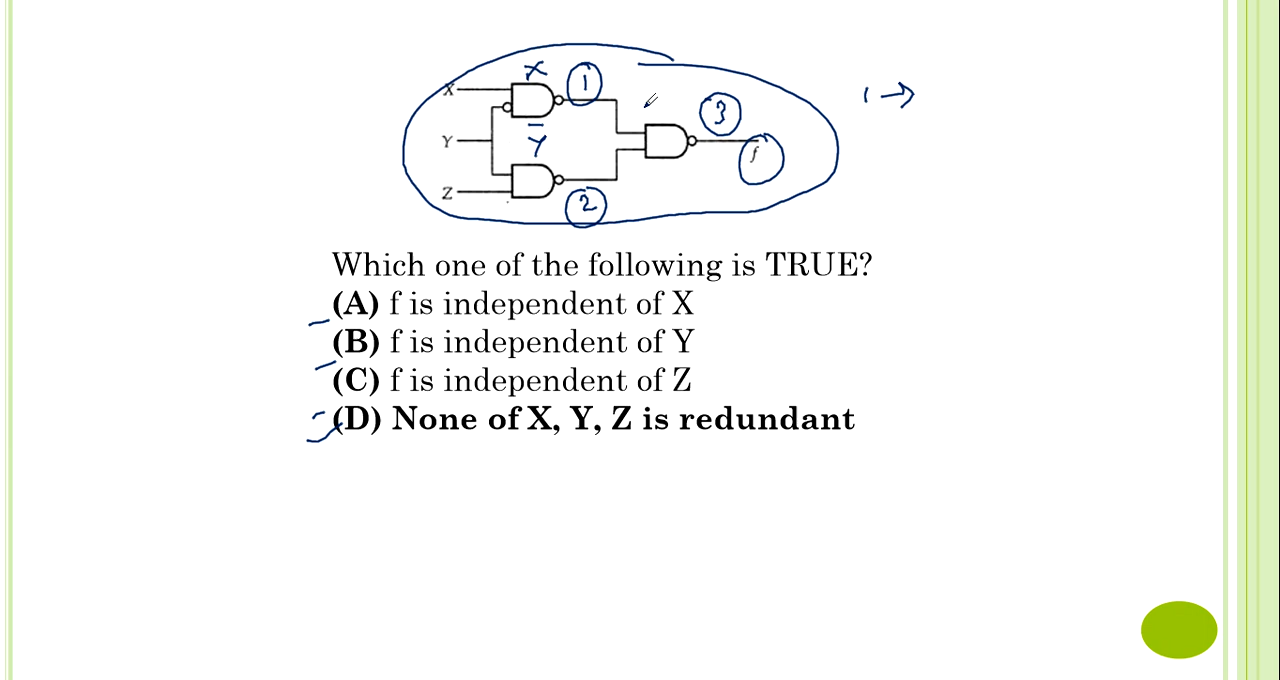 X
X
1
1 →
3
Y
Y̅
f
Z
2
Which one of the following is TRUE?
(A) f is independent of X
(B) f is independent of Y
(C) f is independent of Z
(D) None of X, Y, Z is redundant